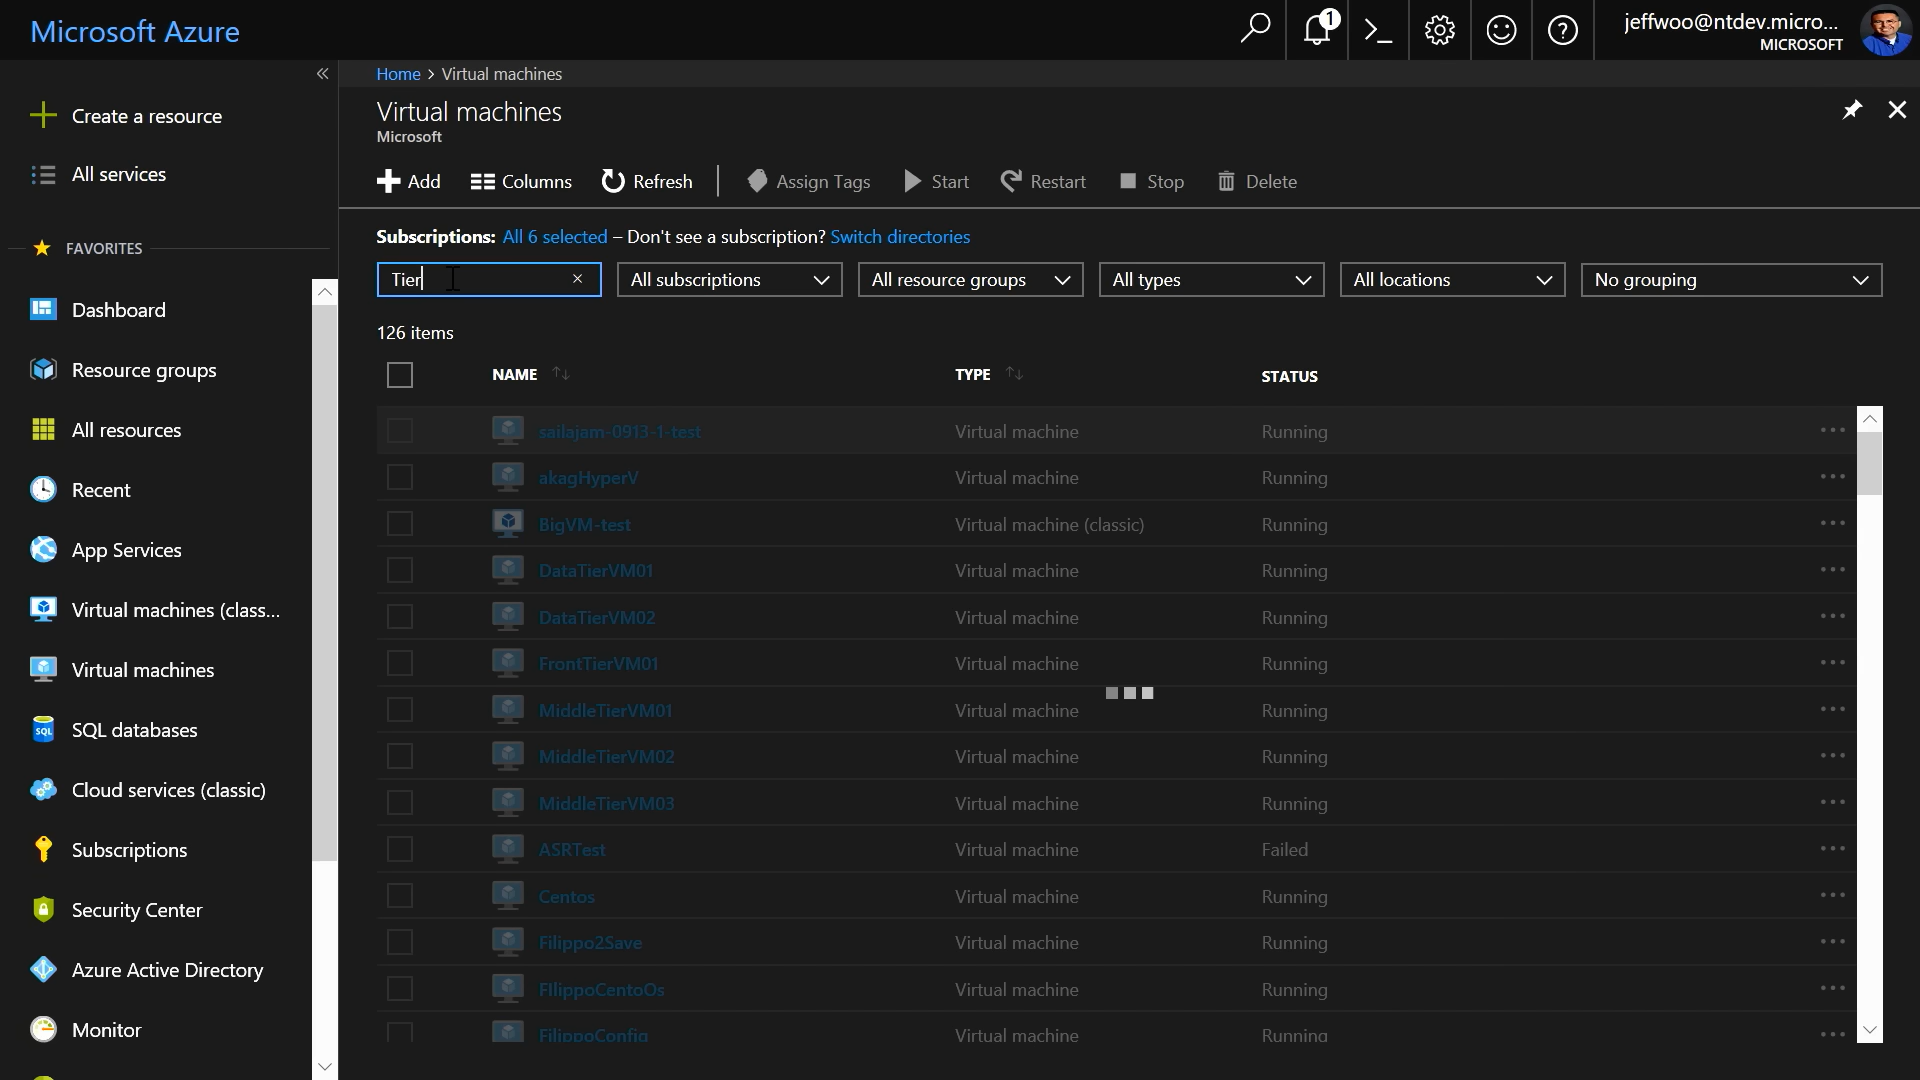 Microsoft Azure
1
jeffwoo@ntdev.micro...
MICROSOFT
Home > Virtual machines
Create a resource
All services
FAVORITES
Dashboard
Resource groups
All resources
Recent
App Services
Virtual machines (class...
Virtual machines
SQL databases
Cloud services (classic)
Subscriptions
Security Center
Azure Active Directory
Monitor
Virtual machines
Microsoft
Add Columns Refresh Assign Tags Start Restart Stop Delete
Subscriptions: All 6 selected – Don't see a subscription? Switch directories
Tier All subscriptions All resource groups All types All locations No grouping
126 items
NAME TYPE STATUS
sailajam-0913-1-test Virtual machine Running
akagHyperV Virtual machine Running
BigVM-test Virtual machine (classic) Running
DataTierVM01 Virtual machine Running
DataTierVM02 Virtual machine Running
FrontTierVM01 Virtual machine Running
MiddleTierVM01 Virtual machine Running
MiddleTierVM02 Virtual machine Running
MiddleTierVM03 Virtual machine Running
ASRTest Virtual machine Failed
Centos Virtual machine Running
Filippo2Save Virtual machine Running
FIlippoCentoOs Virtual machine Running
FilippoConfig Virtual machine Running